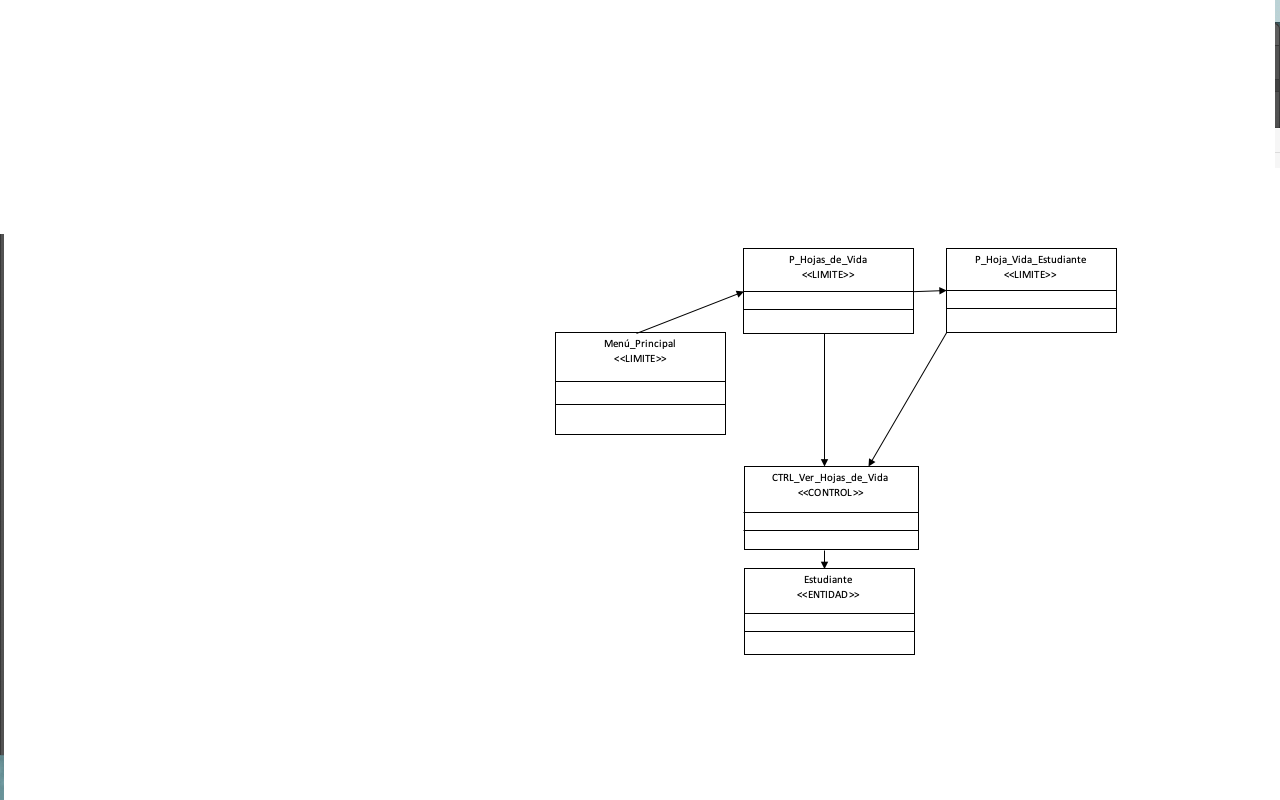 P_Hojas_de_Vida
<<LIMITE>>
P_Hoja_Vida_Estudiante
<<LIMITE>>
Menú_Principal
<<LIMITE>>
CTRL_Ver_Hojas_de_Vida
<<CONTROL>>
Estudiante
<<ENTIDAD>>